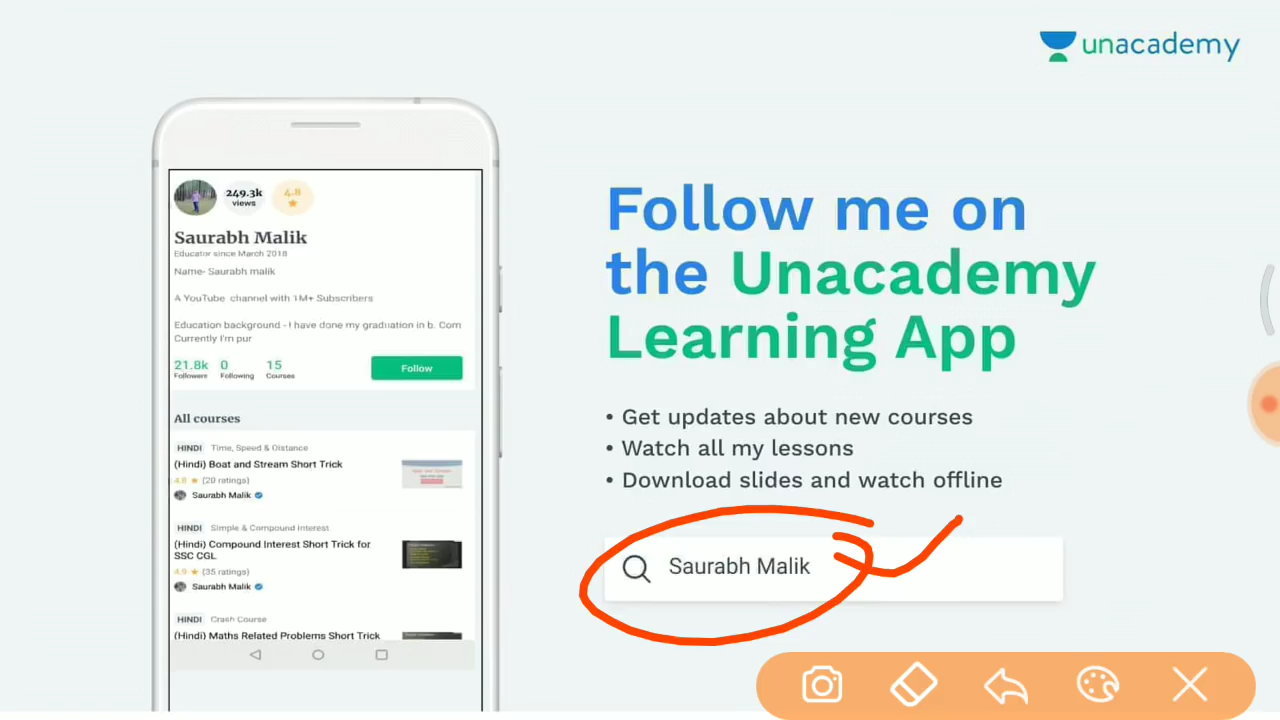 unacademy
249.3k
views
4.8
Saurabh Malik
Educator since March 2018
Name- Saurabh malik
A YouTube channel with 1M+ Subscribers
Education background - I have done my graduation in b. Com
Currently I'm pur
21.8k 0 15
Followers Following Courses
Follow
All courses
HINDI Time, Speed & Distance
(Hindi) Boat and Stream Short Trick
4.8 ★ (20 ratings)
Saurabh Malik
HINDI Simple & Compound Interest
(Hindi) Compound Interest Short Trick for
SSC CGL
4.9 ★ (35 ratings)
Saurabh Malik
HINDI Crash Course
(Hindi) Maths Related Problems Short Trick
Follow me on
the Unacademy
Learning App
• Get updates about new courses
• Watch all my lessons
• Download slides and watch offline
Saurabh Malik